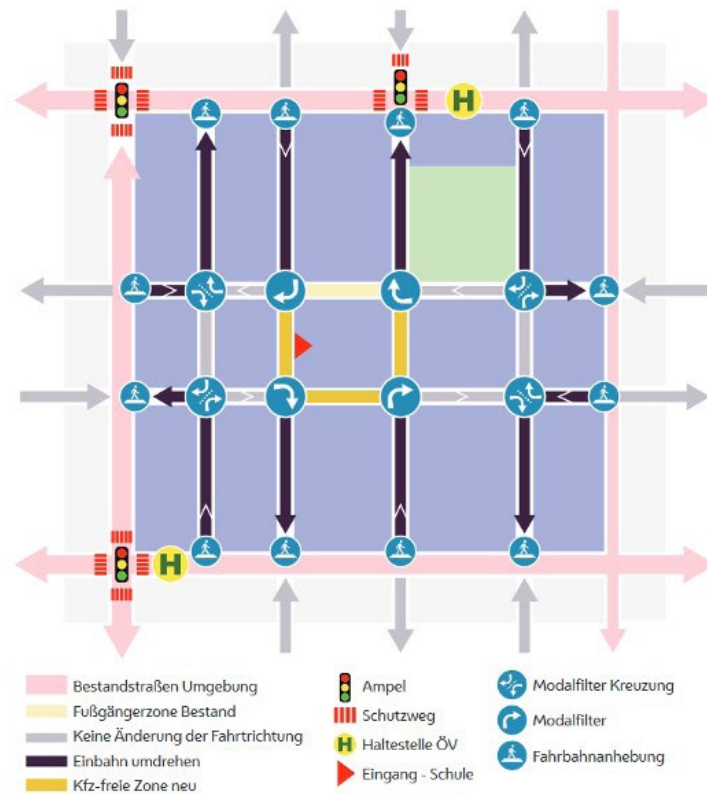 H
H
Bestandstraßen Umgebung
Fußgängerzone Bestand
Keine Änderung der Fahrtrichtung
Einbahn umdrehen
Kfz-freie Zone neu
Ampel
Schutzweg
H Haltestelle ÖV
Eingang - Schule
Modalfilter Kreuzung
Modalfilter
Fahrbahnanhebung